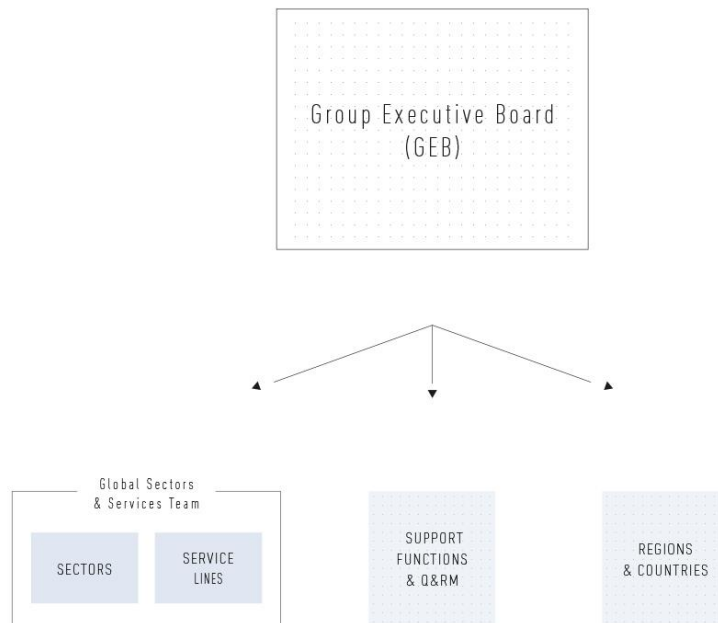 Group Executive Board
(GEB)
Global Sectors
& Services Team
SECTORS
SERVICE
LINES
SUPPORT
FUNCTIONS
& Q&RM
REGIONS
& COUNTRIES